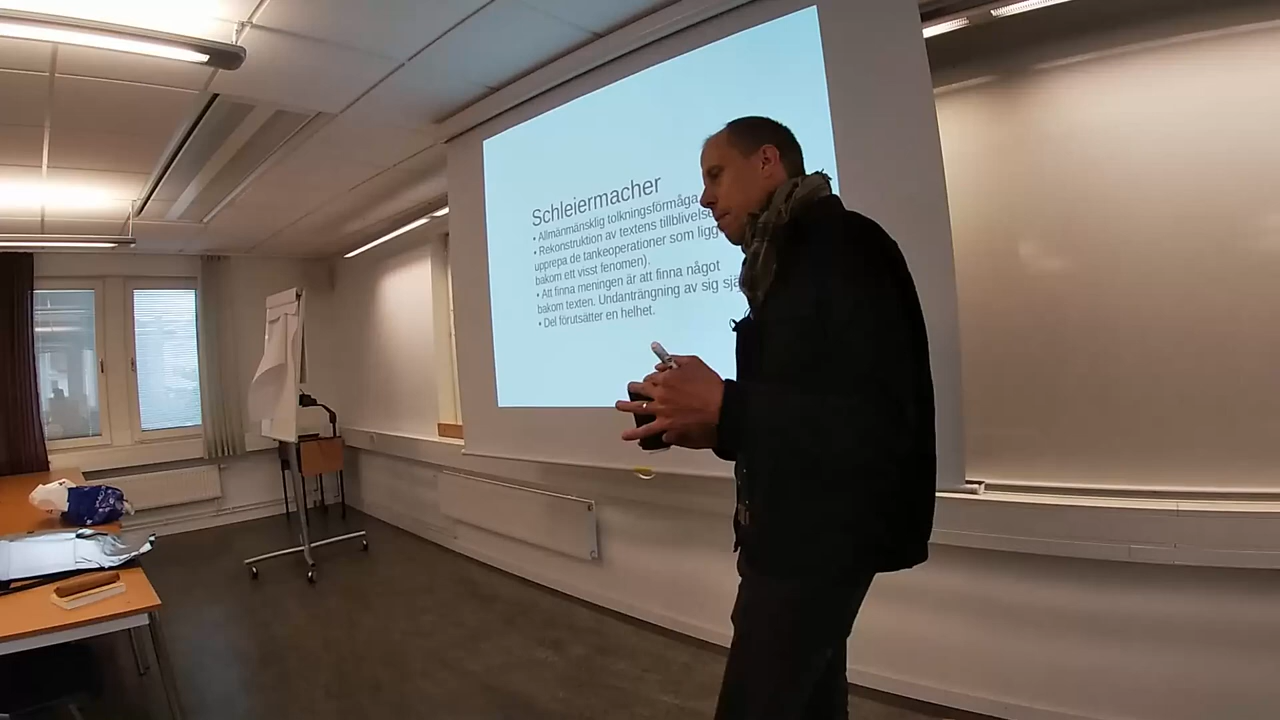 Schleiermacher
• Allmänmänsklig tolkningsförmåga
• Rekonstruktion av textens tillblivelse
upprepa de tankeoperationer som ligg
bakom ett visst fenomen).
• Att finna meningen är att finna något
bakom texten. Undanträngning av sig sjä
• Del förutsätter en helhet.